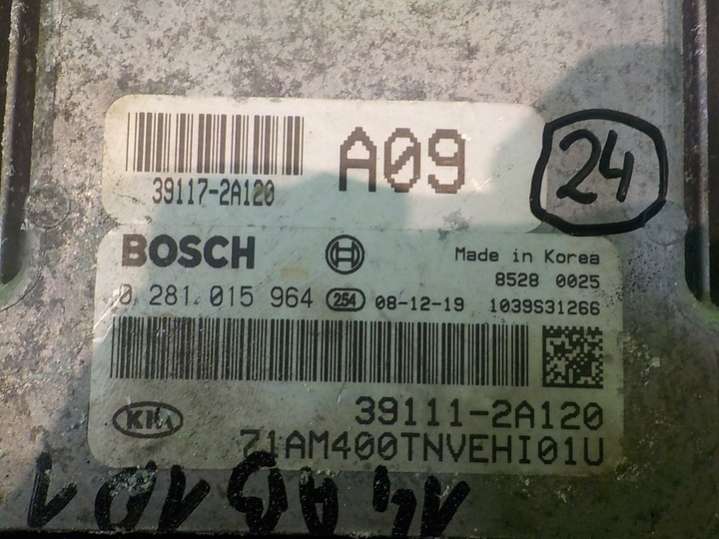 A09
39117-2A120
24
BOSCH
Made in Korea
8528 0025
0 281 015 964 254 08-12-19 1039S31266
KIA
39111-2A120
71AM400TNVEHI01U